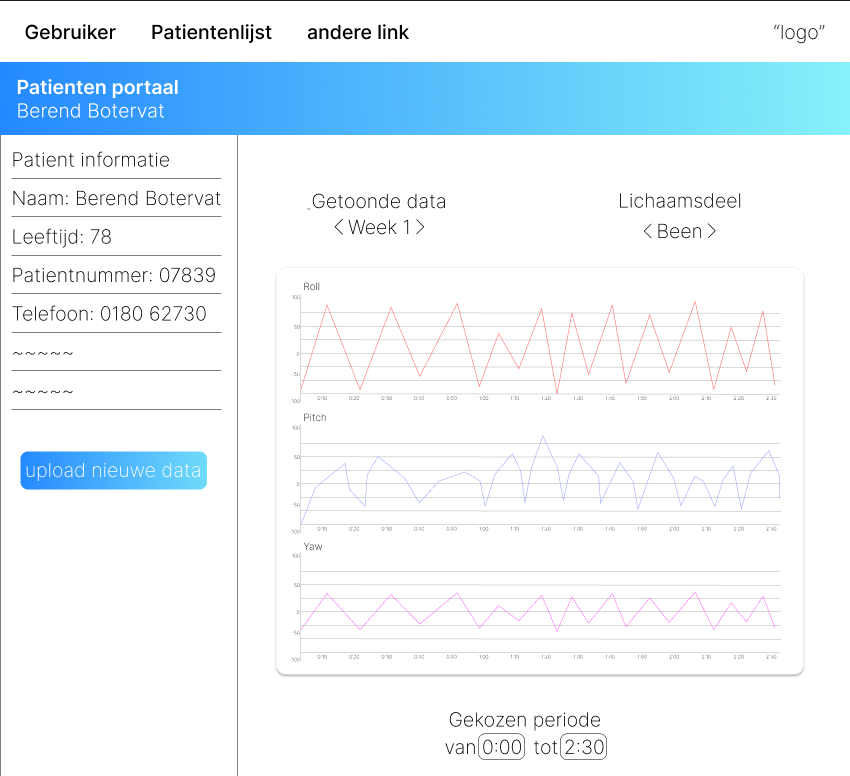 Gebruiker Patientenlijst andere link “logo”
Patienten portaal
Berend Botervat
Patient informatie
Naam: Berend Botervat
Leeftijd: 78
Patientnummer: 07839
Telefoon: 0180 62730
~~~~~
~~~~~
upload nieuwe data
`Getoonde data
< Week 1 >
Lichaamsdeel
< Been >
Roll
100
50
0
-50
-100
0:10 0:20 0:30 0:40 0:50 1:00 1:10 1:20 1:30 1:40 1:50 2:00 2:10 2:20 2:30
Pitch
100
50
0
-50
-100
0:10 0:20 0:30 0:40 0:50 1:00 1:10 1:20 1:30 1:40 1:50 2:00 2:10 2:20 2:30
Yaw
100
50
0
-50
-100
0:10 0:20 0:30 0:40 0:50 1:00 1:10 1:20 1:30 1:40 1:50 2:00 2:10 2:20 2:30
Gekozen periode
van 0:00 tot 2:30